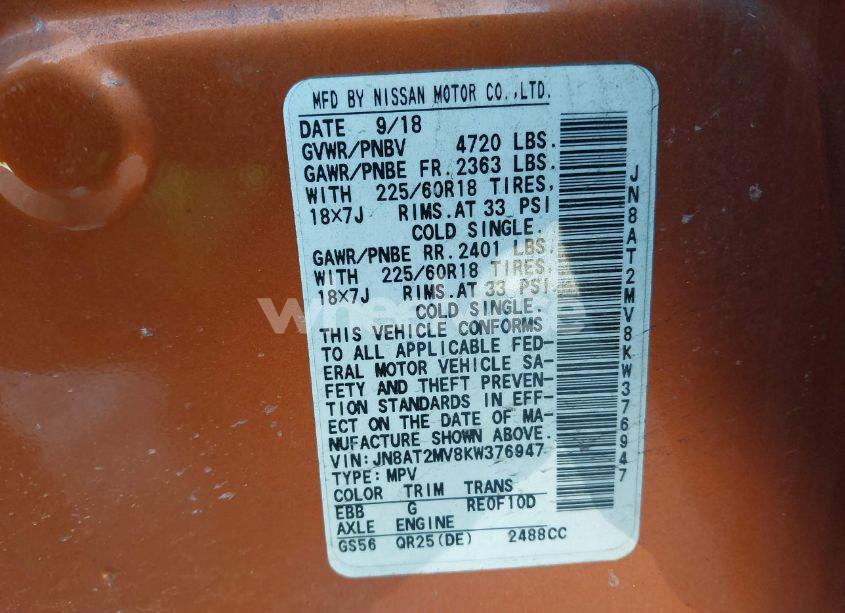 MFD BY NISSAN MOTOR CO.,LTD.
DATE 9/18
GVWR/PNBV 4720 LBS.
GAWR/PNBE FR.2363 LBS.
WITH 225/60R18 TIRES,
18×7J RIMS.AT 33 PSI
COLD SINGLE.
GAWR/PNBE RR.2401 LBS.
WITH 225/60R18 TIRES,
18×7J RIMS.AT 33 PSI
COLD SINGLE.
THIS VEHICLE CONFORMS
TO ALL APPLICABLE FED-
ERAL MOTOR VEHICLE SA-
FETY AND THEFT PREVEN-
TION STANDARDS IN EFF-
ECT ON THE DATE OF MA-
NUFACTURE SHOWN ABOVE.
VIN:JN8AT2MV8KW376947
TYPE:MPV
COLOR TRIM TRANS
EBB G RE0F10D
AXLE ENGINE
GS56 QR25(DE) 2488CC
JN8AT2MV8KW376947